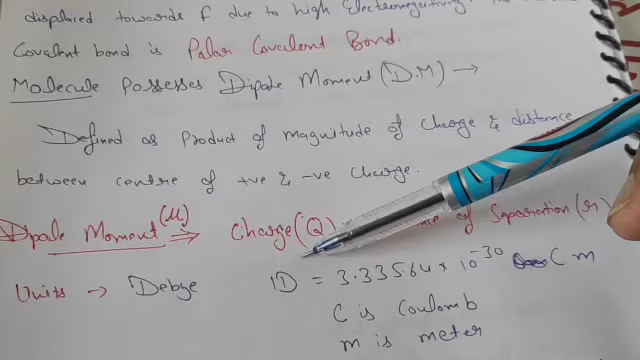 displaced towards F due to high Electronegativity.
Covalent bond is Polar Covalent Bond.
Molecule Possesses Dipole Moment (D.M) →
Defined as Product of magnitude of Charge & distance
between centre of +ve & -ve Charge.
Dipole Moment (μ) ⇒ Charge (Q) of Separation (r)
Units → Debye 1D = 3.33564 × 10⁻³⁰ C m
C is Coulomb
m is meter